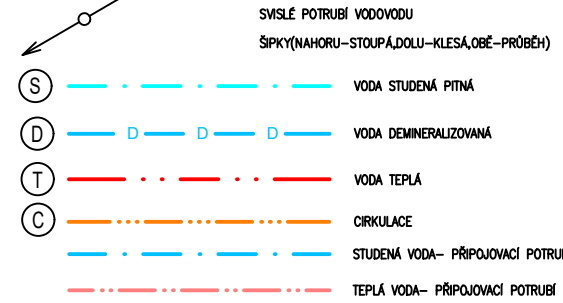 SVISLÉ POTRUBÍ VODOVODU
ŠIPKY(NAHORU-STOUPÁ,DOLU-KLESÁ,OBĚ-PRŮBĚH)
S VODA STUDENÁ PITNÁ
D D D D VODA DEMINERALIZOVANÁ
T VODA TEPLÁ
C CIRKULACE
STUDENÁ VODA- PŘIPOJOVACÍ POTRU
TEPLÁ VODA- PŘIPOJOVACÍ POTRUBÍ